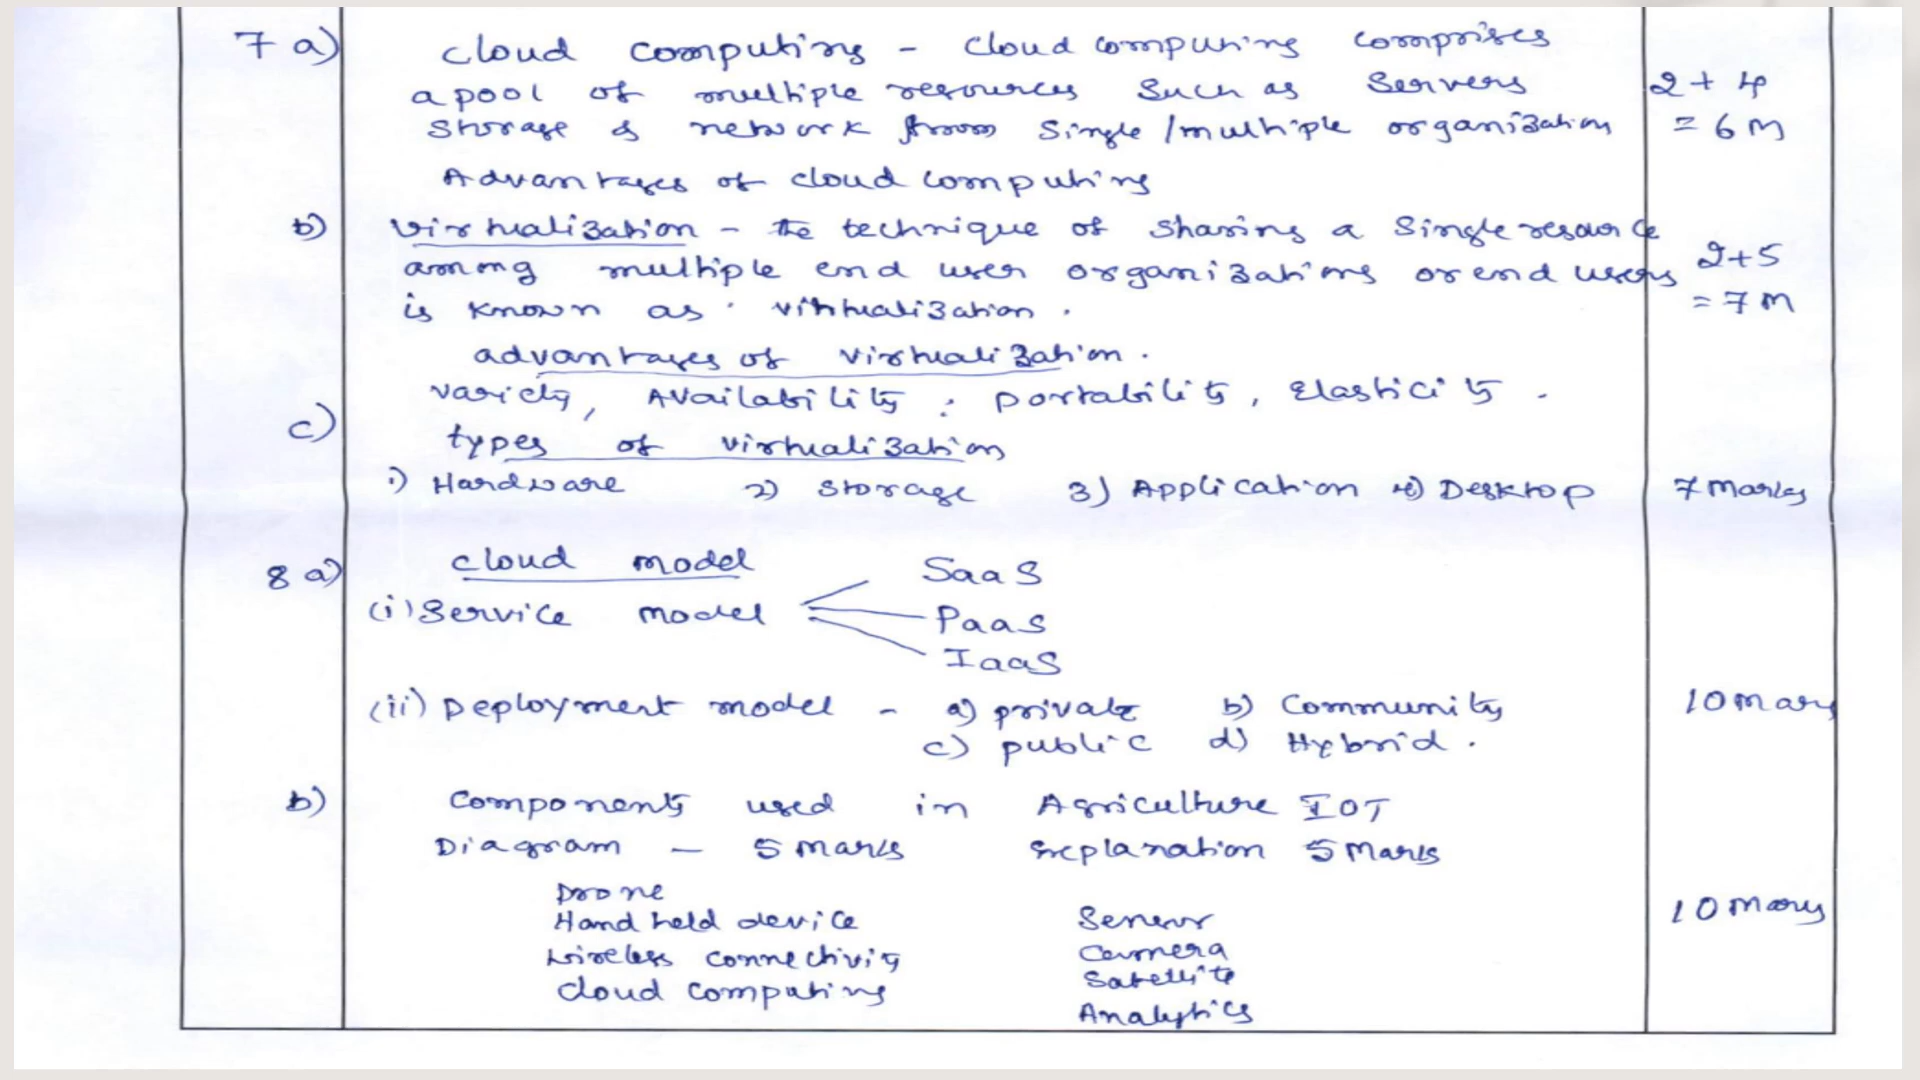 7 a) cloud computing - cloud computing comprises
a pool of multiple resources such as servers 2 + 4
storage & network from single /multiple organization = 6 M
Advantages of cloud computing
b) Virtualization - the technique of sharing a single resource
among multiple end user organizations or end users 2+5
is known as virtualization . = 7 M
advantages of virtualization .
variety, Availability : portability, Elasticity .
c) types of virtualization
1) Hardware 2) storage 3) Application 4) Desktop 7 Marks
8 a) cloud model SaaS
(i) Service model PaaS
IaaS
(ii) Deployment model - a) private b) Community 10 Marks
c) public d) Hybrid .
b) Components used in Agriculture IOT
Diagram - 5 Marks Explanation 5 Marks
Drone
Hand held device Sensor 10 Marks
wireless connectivity Camera
cloud computing Satellite
Analytics